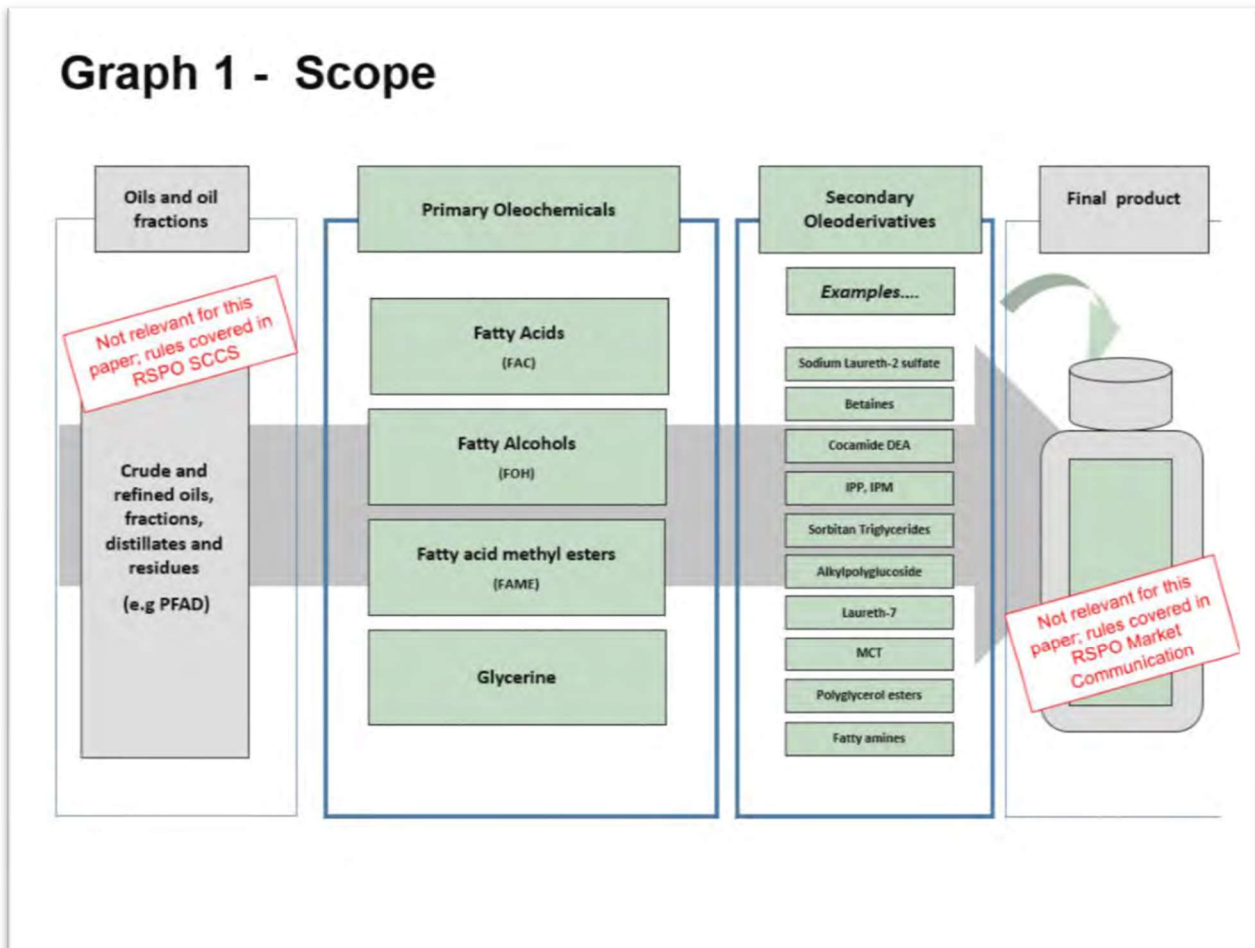 Graph 1 - Scope
Oils and oil
fractions
Not relevant for this
paper; rules covered in
RSPO SCCS
Crude and
refined oils,
fractions,
distillates and
residues
(e.g PFAD)
Primary Oleochemicals
Fatty Acids
(FAC)
Fatty Alcohols
(FOH)
Fatty acid methyl esters
(FAME)
Glycerine
Secondary
Oleoderivatives
Examples....
Sodium Laureth-2 sulfate
Betaines
Cocamide DEA
IPP, IPM
Sorbitan Triglycerides
Alkylpolyglucoside
Laureth-7
MCT
Polyglycerol esters
Fatty amines
Final product
Not relevant for this
paper; rules covered in
RSPO Market
Communication